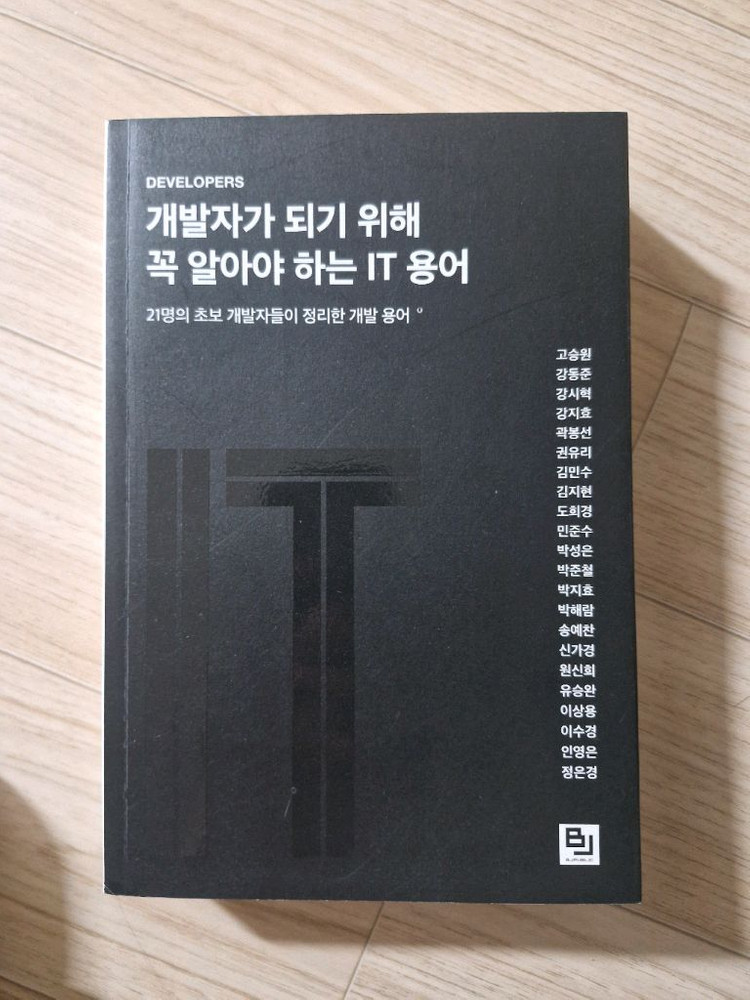 DEVELOPERS
개발자가 되기 위해
꼭 알아야 하는 IT 용어
21명의 초보 개발자들이 정리한 개발 용어
고승원
강동준
강시혁
강지효
곽봉선
권유리
김민수
김지현
도희경
민준수
박성은
박준철
박지효
박해람
송예찬
신가경
원신희
유승완
이상용
이수경
인영은
정은경
IT
BJ